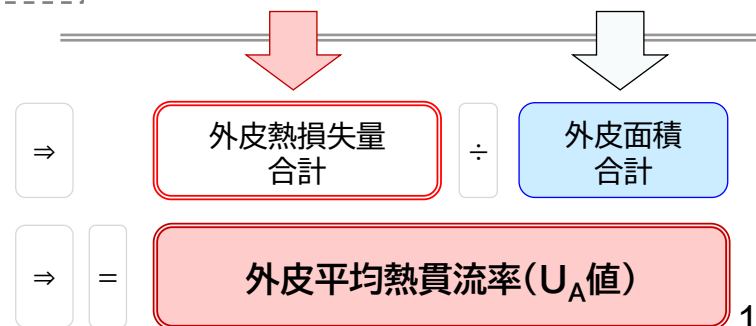 ⇒ 外皮熱損失量 ÷ 外皮面積
合計 合計
⇒ = 外皮平均熱貫流率(UA値)
1